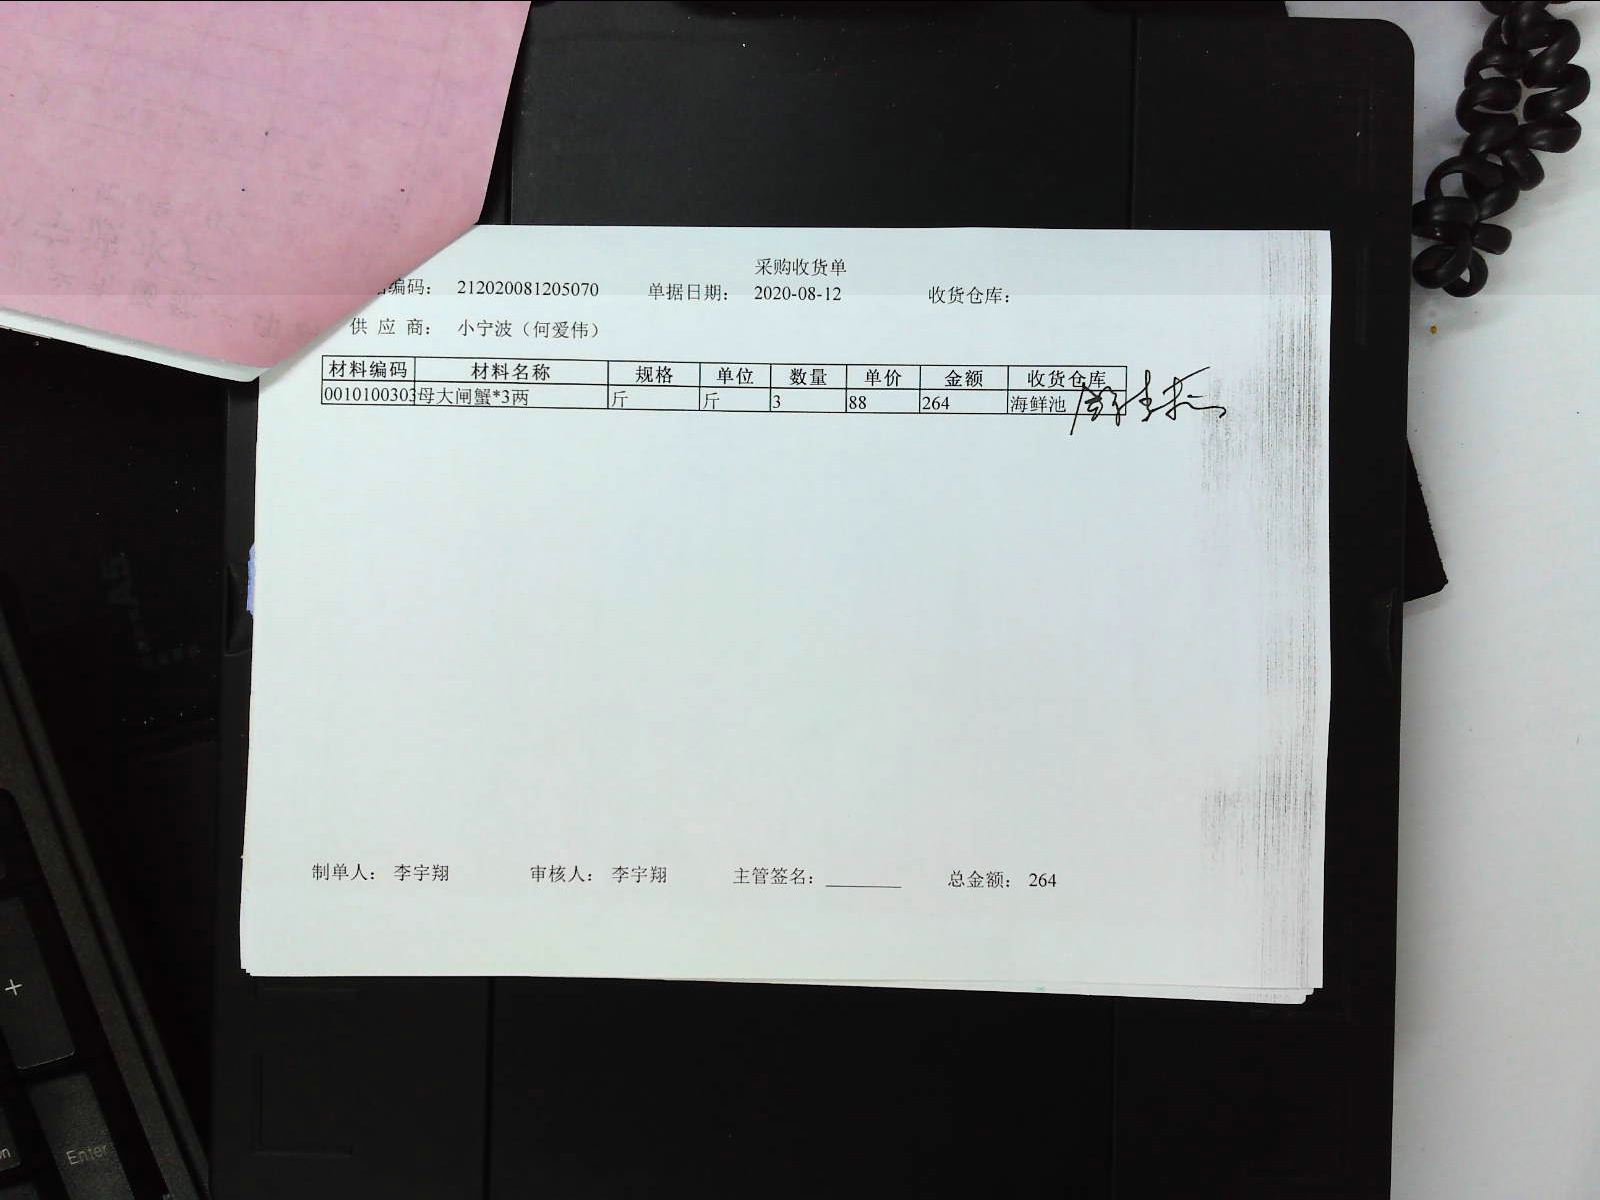 采购收货单
编码: 212020081205070 单据日期: 2020-08-12 收货仓库:
供 应 商: 小宁波（何爱伟）
材料编码 材料名称 规格 单位 数量 单价 金额 收货仓库
0010100303 母大闸蟹*3两 斤 斤 3 88 264 海鲜池
制单人: 李宇翔 审核人: 李宇翔 主管签名: ________ 总金额: 264
+
Enter